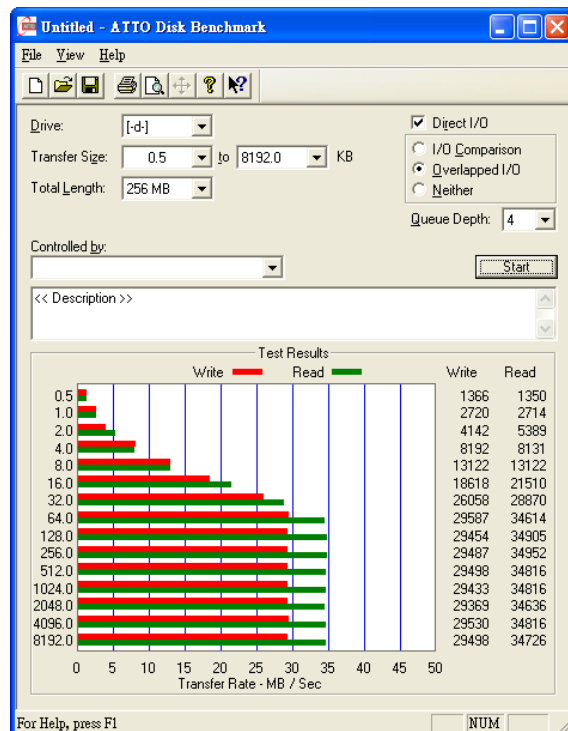 Untitled - ATTO Disk Benchmark
File View Help
Drive: [-d-]
Direct I/O
Transfer Size: 0.5 to 8192.0 KB
I/O Comparison
Overlapped I/O
Neither
Total Length: 256 MB
Queue Depth: 4
Controlled by:
Start
<< Description >>
Test Results
Write Read Write Read
0.5 1366 1350
1.0 2720 2714
2.0 4142 5389
4.0 8192 8131
8.0 13122 13122
16.0 18618 21510
32.0 26058 28870
64.0 29587 34614
128.0 29454 34905
256.0 29487 34952
512.0 29498 34816
1024.0 29433 34816
2048.0 29369 34636
4096.0 29530 34816
8192.0 29498 34726
0 5 10 15 20 25 30 35 40 45 50
Transfer Rate - MB / Sec
For Help, press F1 NUM